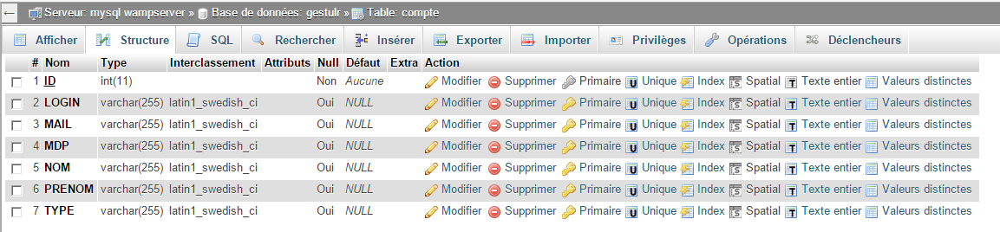 Serveur: mysql wampserver » Base de données: gestulr » Table: compte
Afficher Structure SQL Rechercher Insérer Exporter Importer Privilèges Opérations Déclencheurs
# Nom Type Interclassement Attributs Null Défaut Extra Action
1 ID int(11) Non Aucune Modifier Supprimer Primaire Unique Index Spatial Texte entier Valeurs distinctes
2 LOGIN varchar(255) latin1_swedish_ci Oui NULL Modifier Supprimer Primaire Unique Index Spatial Texte entier Valeurs distinctes
3 MAIL varchar(255) latin1_swedish_ci Oui NULL Modifier Supprimer Primaire Unique Index Spatial Texte entier Valeurs distinctes
4 MDP varchar(255) latin1_swedish_ci Oui NULL Modifier Supprimer Primaire Unique Index Spatial Texte entier Valeurs distinctes
5 NOM varchar(255) latin1_swedish_ci Oui NULL Modifier Supprimer Primaire Unique Index Spatial Texte entier Valeurs distinctes
6 PRENOM varchar(255) latin1_swedish_ci Oui NULL Modifier Supprimer Primaire Unique Index Spatial Texte entier Valeurs distinctes
7 TYPE varchar(255) latin1_swedish_ci Oui NULL Modifier Supprimer Primaire Unique Index Spatial Texte entier Valeurs distinctes